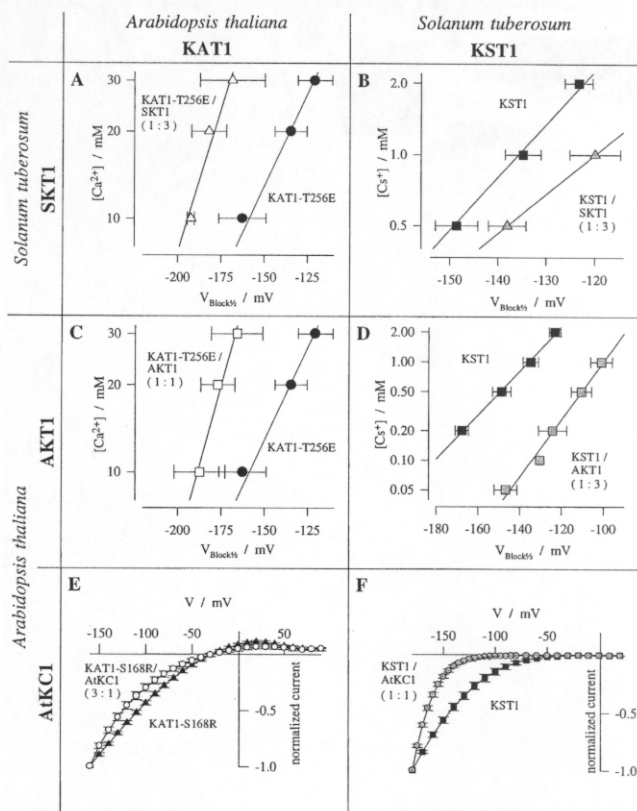 Arabidopsis thaliana
KAT1
Solanum tuberosum
KST1
Solanum tuberosum
SKT1
A
30
20
10
[Ca2+] / mM
KAT1-T256E /
SKT1
(1 : 3)
KAT1-T256E
-200
-175
-150
-125
VBlock½ / mV
B
2.0
1.0
0.5
[Cs+] / mM
KST1
KST1 /
SKT1
(1 : 3)
-150
-140
-130
-120
VBlock½ / mV
Arabidopsis thaliana
AKT1
C
30
20
10
[Ca2+] / mM
KAT1-T256E /
AKT1
(1 : 1)
KAT1-T256E
-200
-175
-150
-125
VBlock½ / mV
D
2.00
1.00
0.50
0.20
0.10
0.05
[Cs+] / mM
KST1
KST1 /
AKT1
(1 : 3)
-180
-160
-140
-120
-100
VBlock½ / mV
AtKC1
E
V / mV
-150
-100
-50
50
KAT1-S168R/
AtKC1
(3 : 1)
KAT1-S168R
-0.5
-1.0
normalized current
F
V / mV
-150
-100
-50
KST1 /
AtKC1
(1 : 1)
KST1
-0.5
-1.0
normalized current